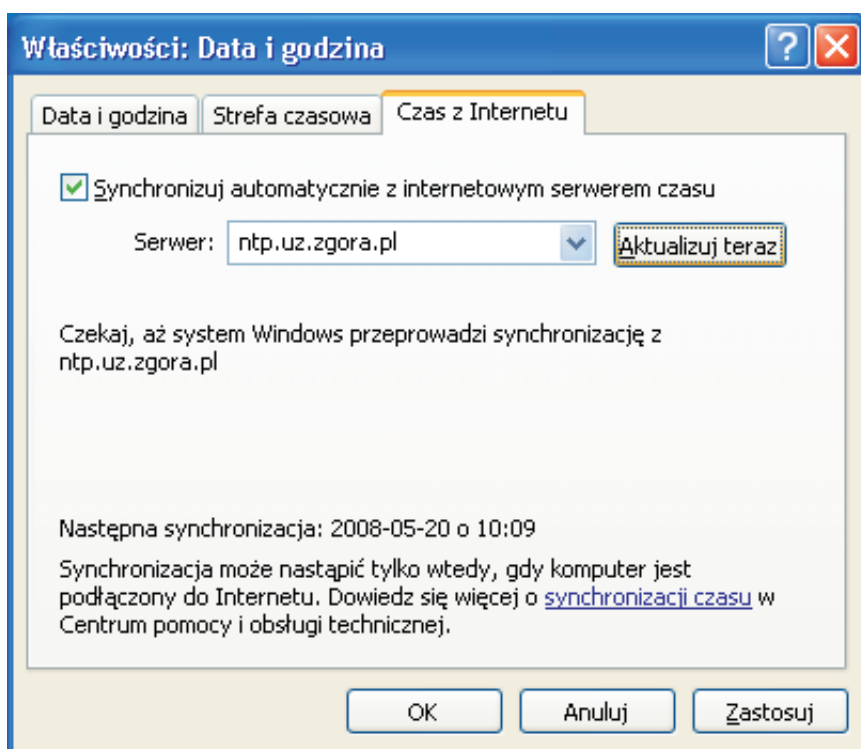 Właściwości: Data i godzina
Data i godzina Strefa czasowa Czas z Internetu
Synchronizuj automatycznie z internetowym serwerem czasu
Serwer: ntp.uz.zgora.pl Aktualizuj teraz
Czekaj, aż system Windows przeprowadzi synchronizację z
ntp.uz.zgora.pl
Następna synchronizacja: 2008-05-20 o 10:09
Synchronizacja może nastąpić tylko wtedy, gdy komputer jest
podłączony do Internetu. Dowiedz się więcej o synchronizacji czasu w
Centrum pomocy i obsługi technicznej.
OK Anuluj Zastosuj